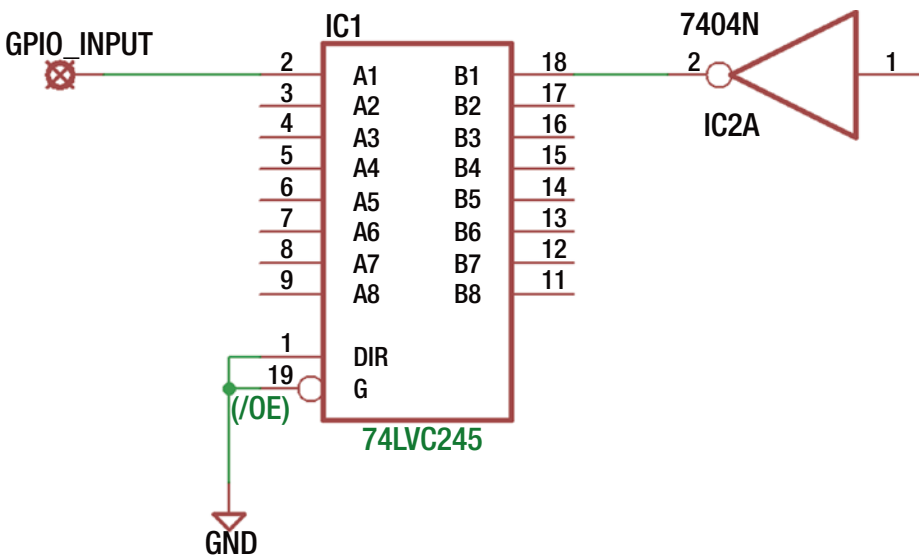 IC1
7404N
GPIO_INPUT
2 A1 B1 18 2 1
3 A2 B2 17
4 A3 B3 16
IC2A
5 A4 B4 15
6 A5 B5 14
7 A6 B6 13
8 A7 B7 12
9 A8 B8 11
1 DIR
19 G
(/OE)
74LVC245
GND